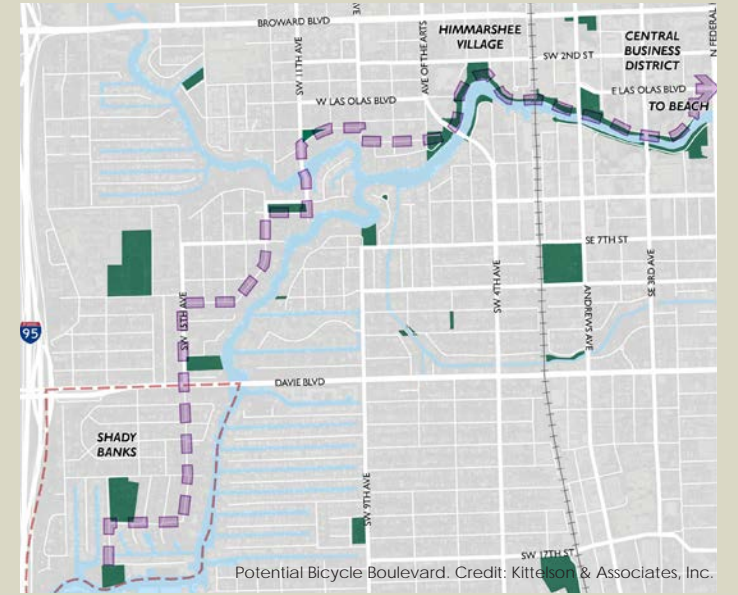 BROWARD BLVD
VE
HIMMARSHEE
VILLAGE
CENTRAL
BUSINESS
DISTRICT
N FEDERAL
SW 11TH AVE
AVE OF THE ARTS
SW 2ND ST
W LAS OLAS BLVD
E LAS OLAS BLVD
TO BEACH
SE 7TH ST
SW 4TH AVE
SE 3RD AVE
ANDREWS AVE
SW 15TH AVE
95
DAVIE BLVD
SHADY
BANKS
SW 9TH AVE
SW 17TH ST
Potential Bicycle Boulevard. Credit: Kittelson & Associates, Inc.